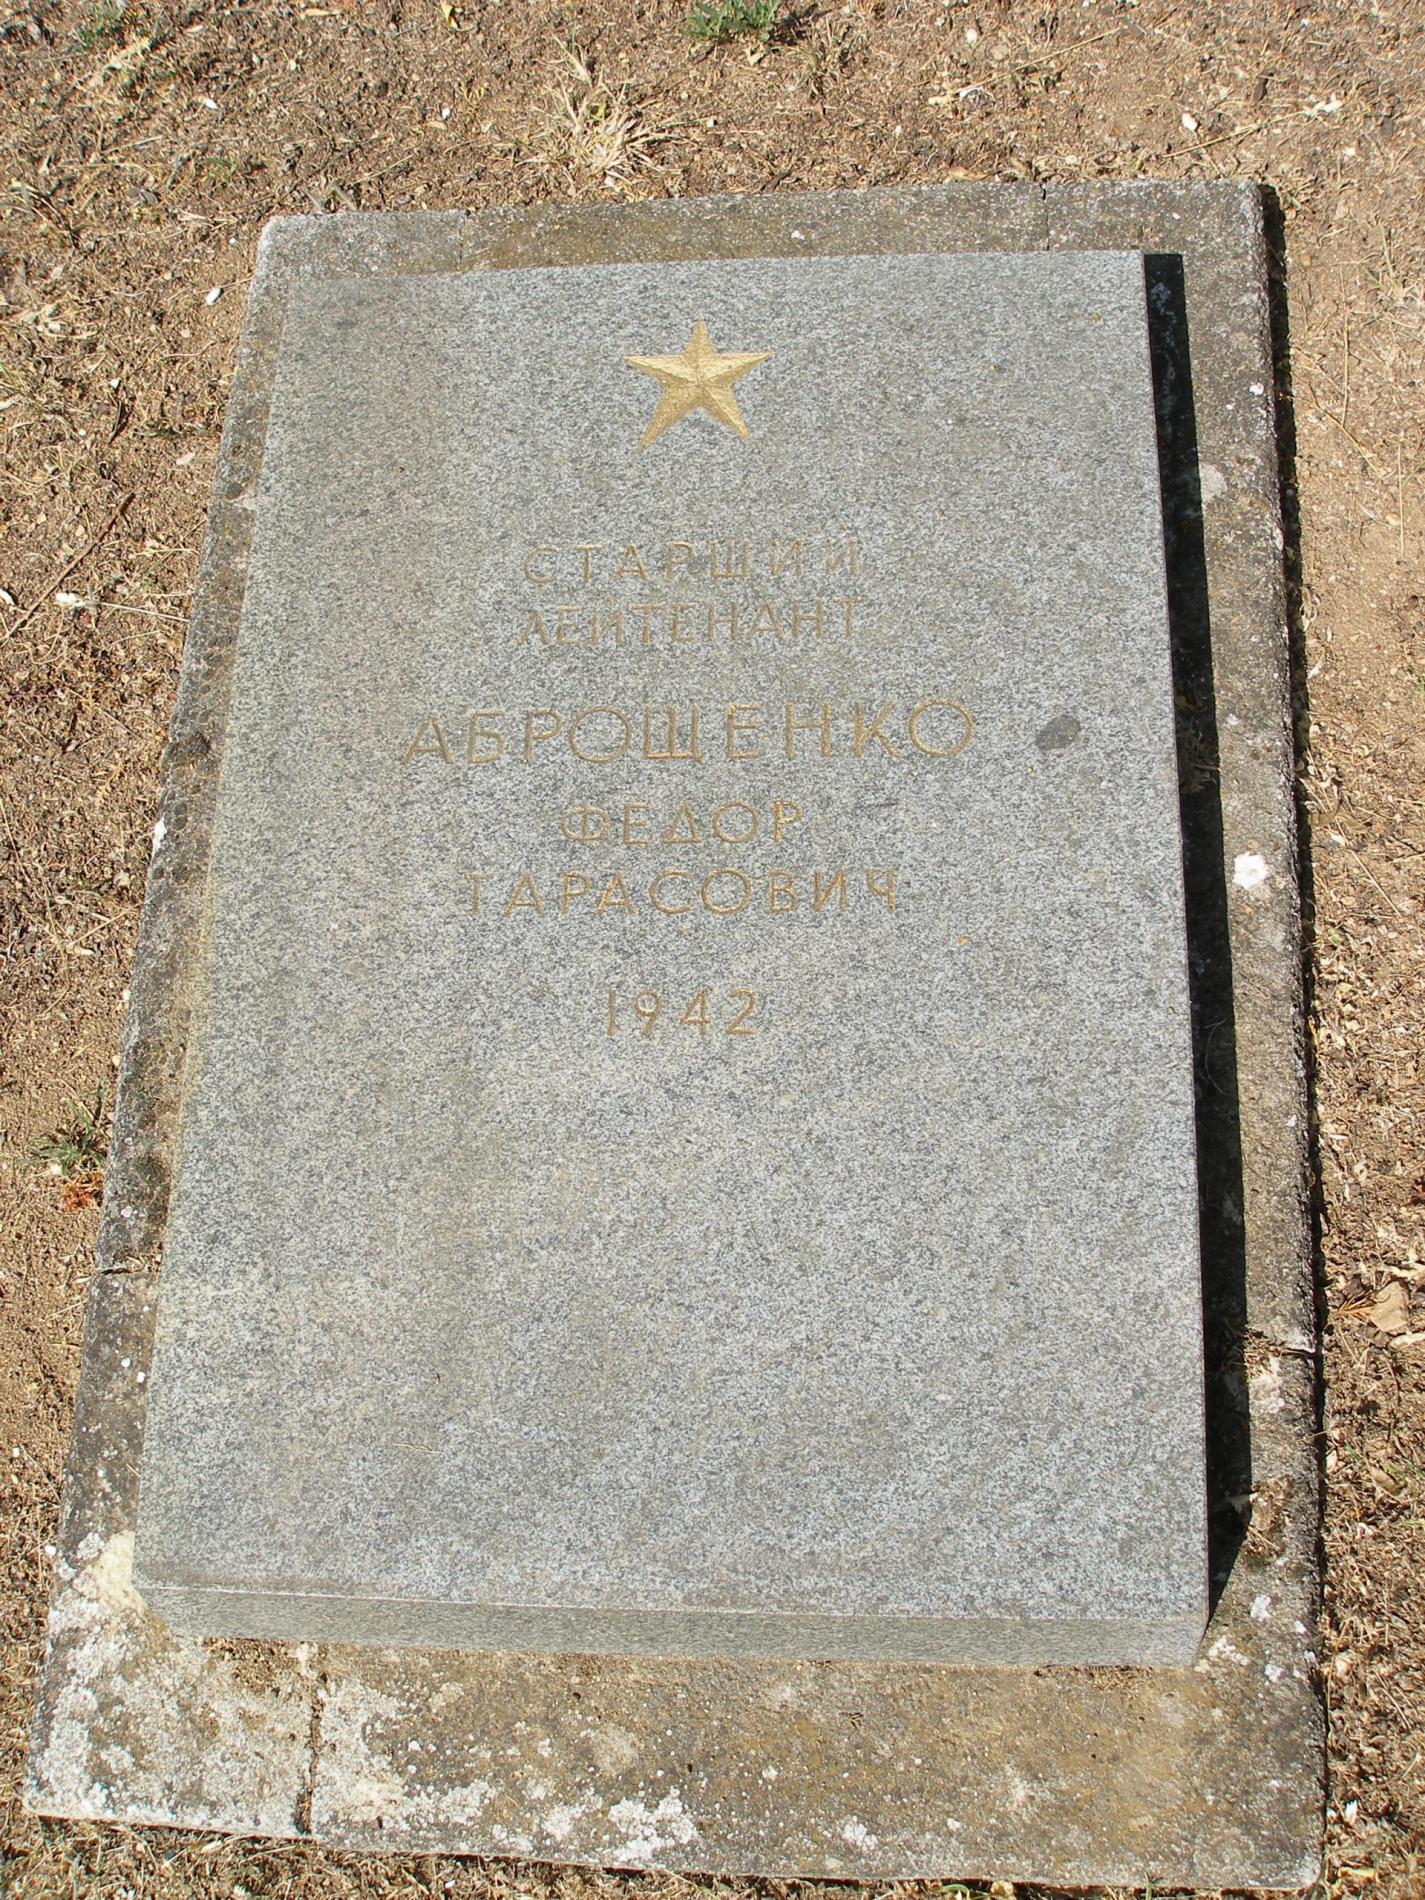 СТАРШИЙ
ЛЕЙТЕНАНТ
АБРОЩЕНКО
ФЕДОР
ТАРАСОВИЧ
1942